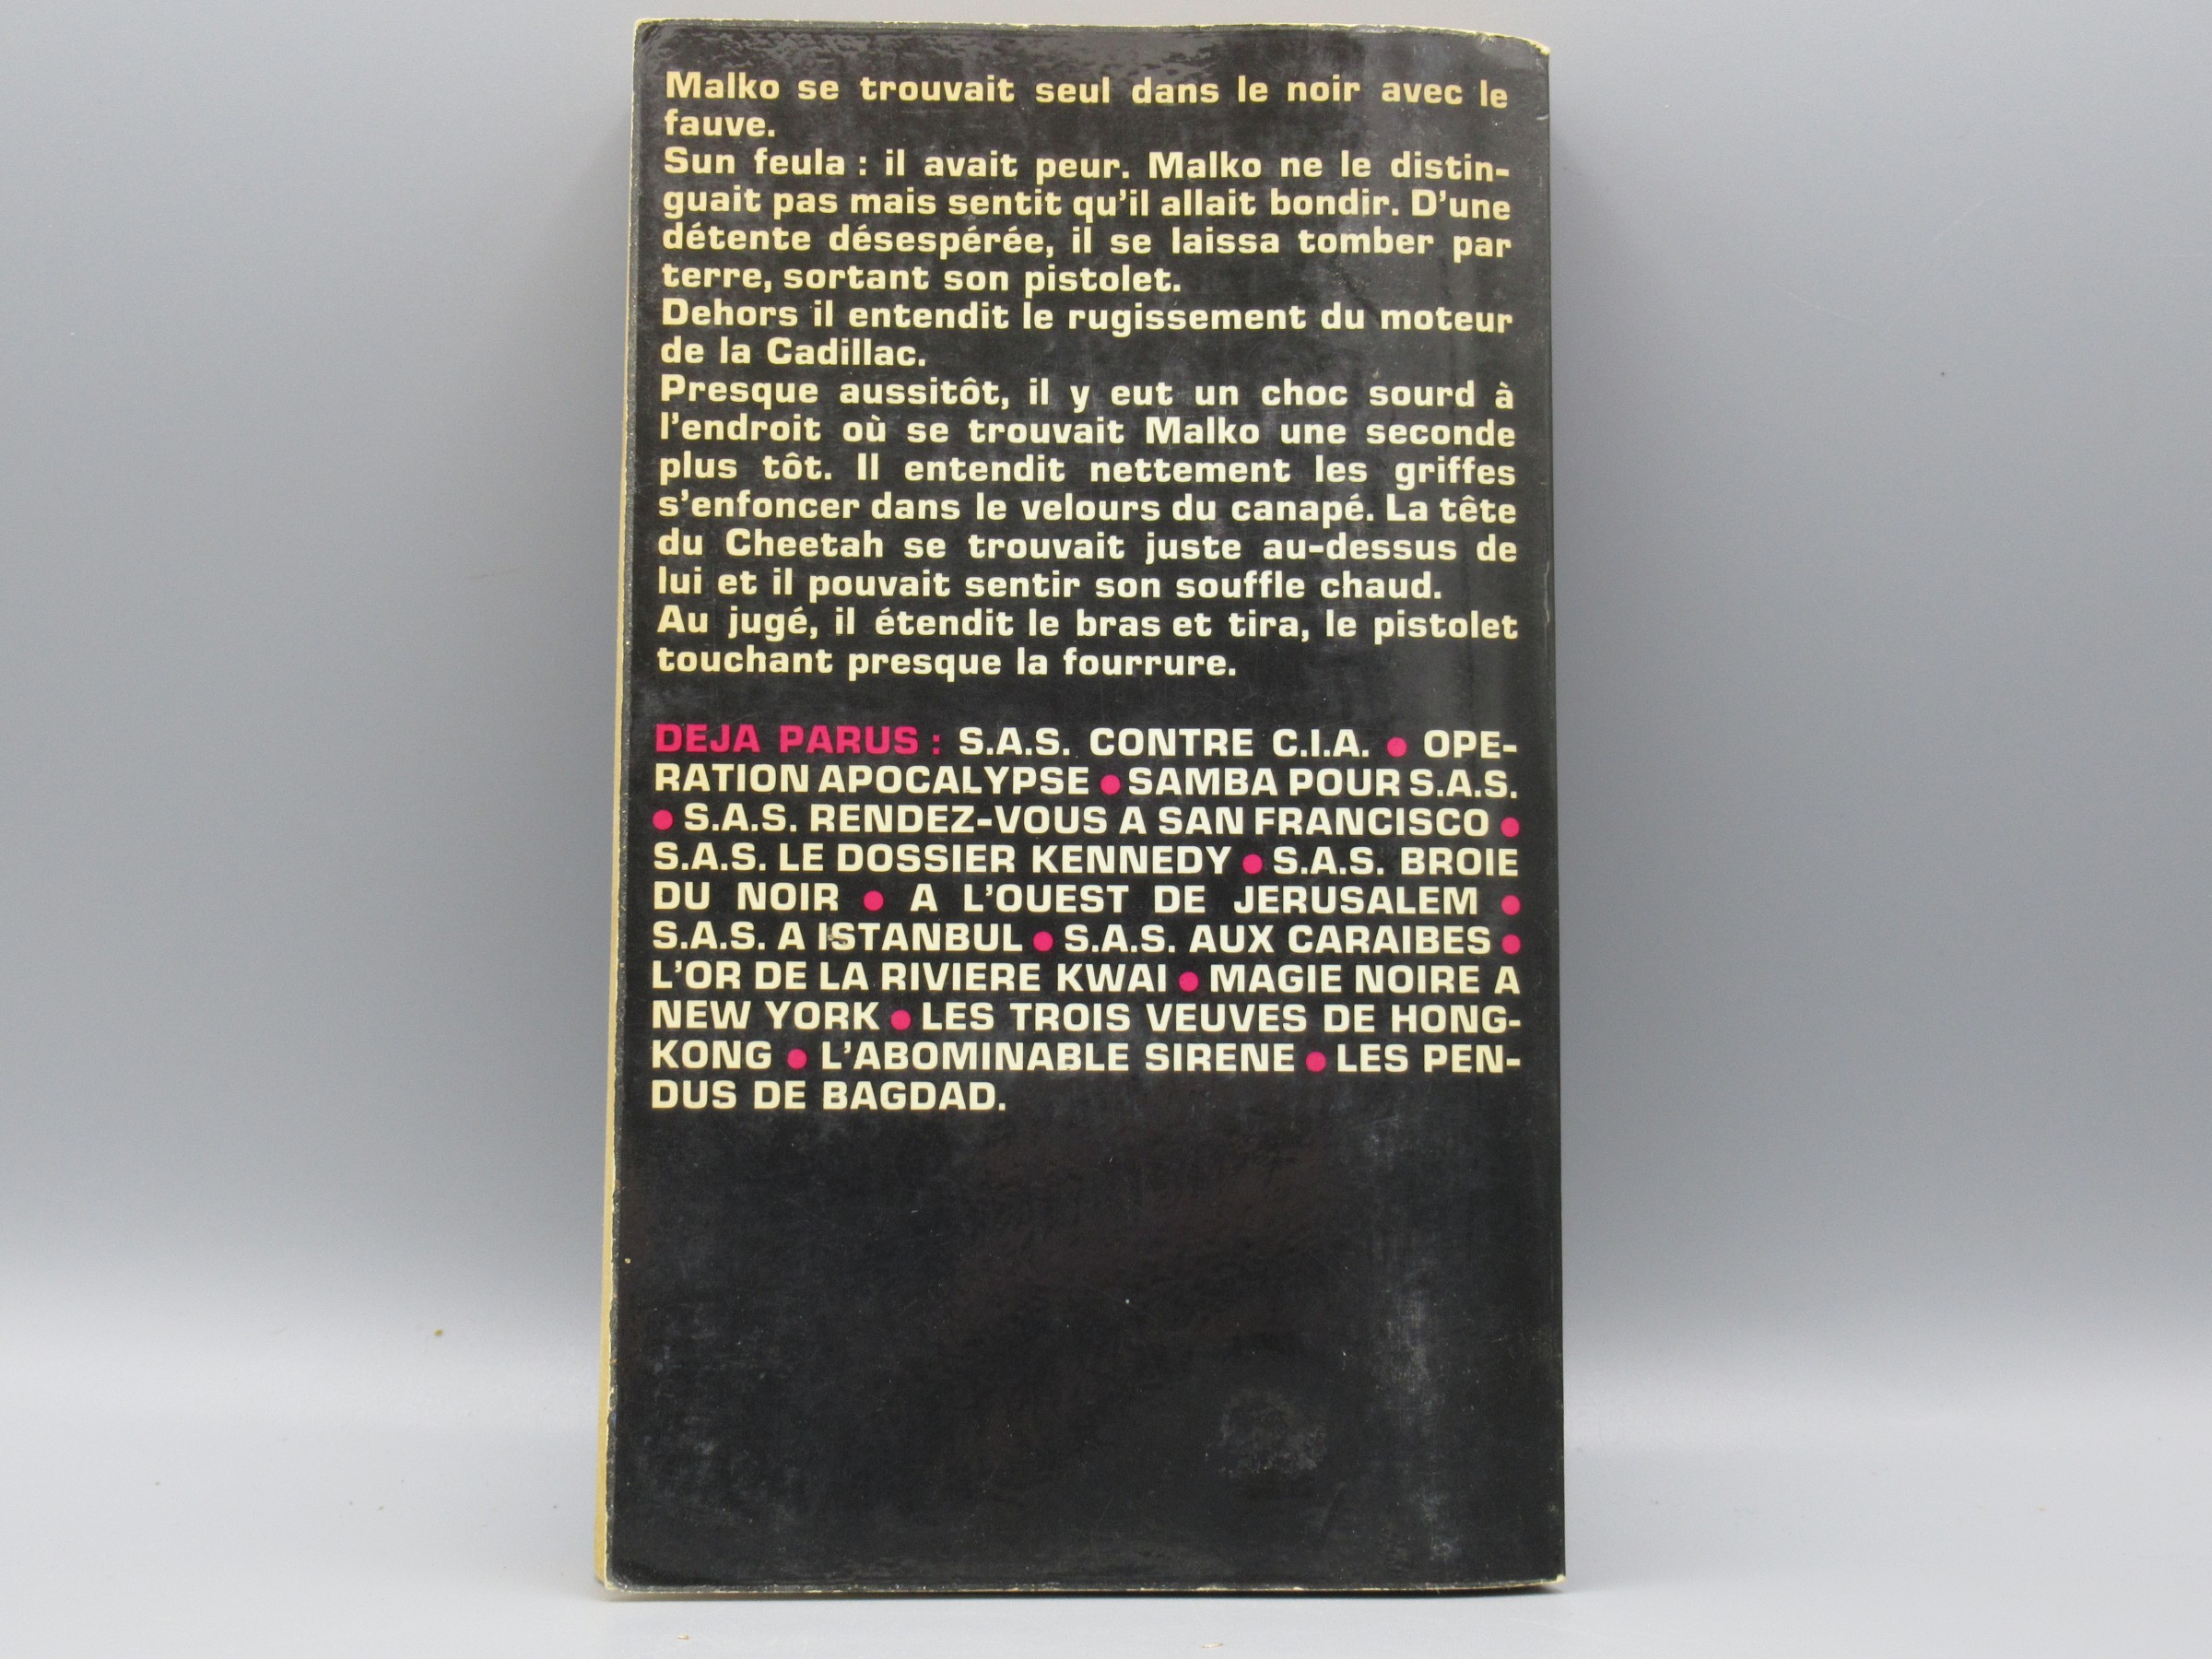 Malko se trouvait seul dans le noir avec le
fauve.
Sun feula : il avait peur. Malko ne le distin-
guait pas mais sentit qu'il allait bondir. D'une
détente désespérée, il se laissa tomber par
terre, sortant son pistolet.
Dehors il entendit le rugissement du moteur
de la Cadillac.
Presque aussitôt, il y eut un choc sourd à
l'endroit où se trouvait Malko une seconde
plus tôt. Il entendit nettement les griffes
s'enfoncer dans le velours du canapé. La tête
du Cheetah se trouvait juste au-dessus de
lui et il pouvait sentir son souffle chaud.
Au jugé, il étendit le bras et tira, le pistolet
touchant presque la fourrure.
DEJA PARUS : S.A.S. CONTRE C.I.A. ● OPE-
RATION APOCALYPSE ● SAMBA POUR S.A.S.
● S.A.S. RENDEZ-VOUS A SAN FRANCISCO ●
S.A.S. LE DOSSIER KENNEDY ● S.A.S. BROIE
DU NOIR ● A L'OUEST DE JERUSALEM ●
S.A.S. A ISTANBUL ● S.A.S. AUX CARAIBES ●
L'OR DE LA RIVIERE KWAI ● MAGIE NOIRE A
NEW YORK ● LES TROIS VEUVES DE HONG-
KONG ● L'ABOMINABLE SIRENE ● LES PEN-
DUS DE BAGDAD.